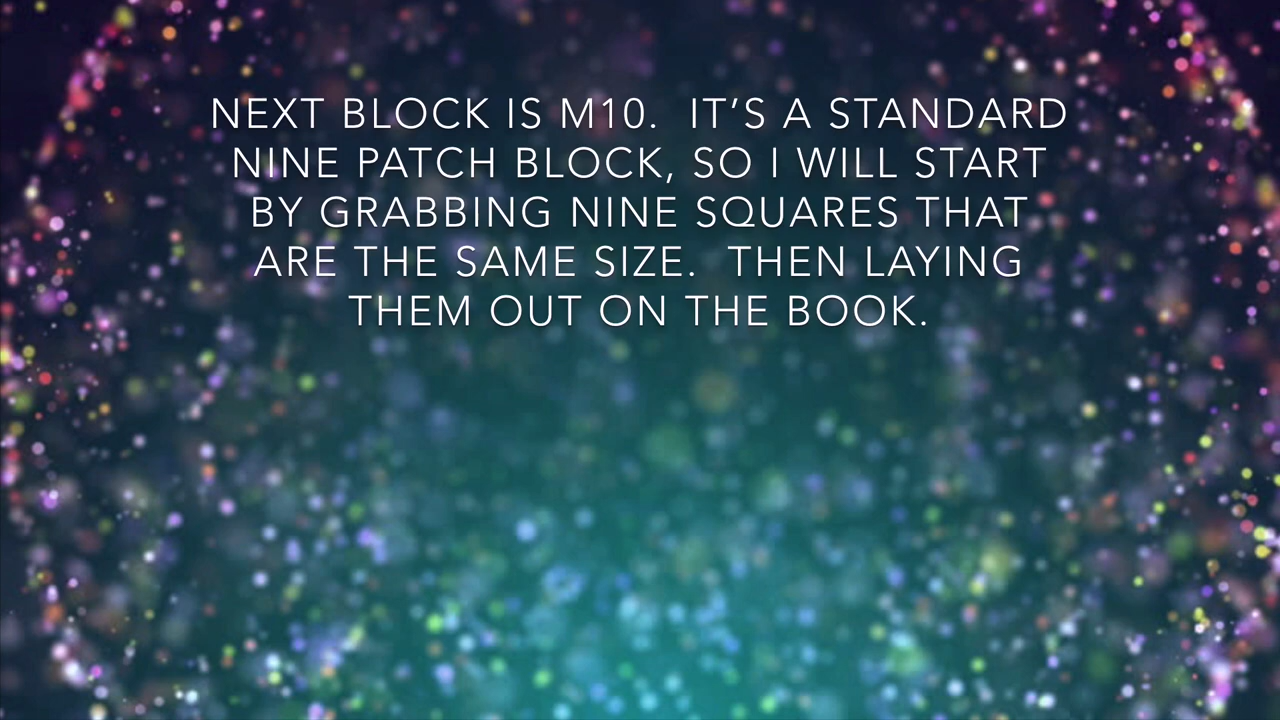 NEXT BLOCK IS M10.  IT’S A STANDARD
NINE PATCH BLOCK, SO I WILL START
BY GRABBING NINE SQUARES THAT
ARE THE SAME SIZE.  THEN LAYING
THEM OUT ON THE BOOK.